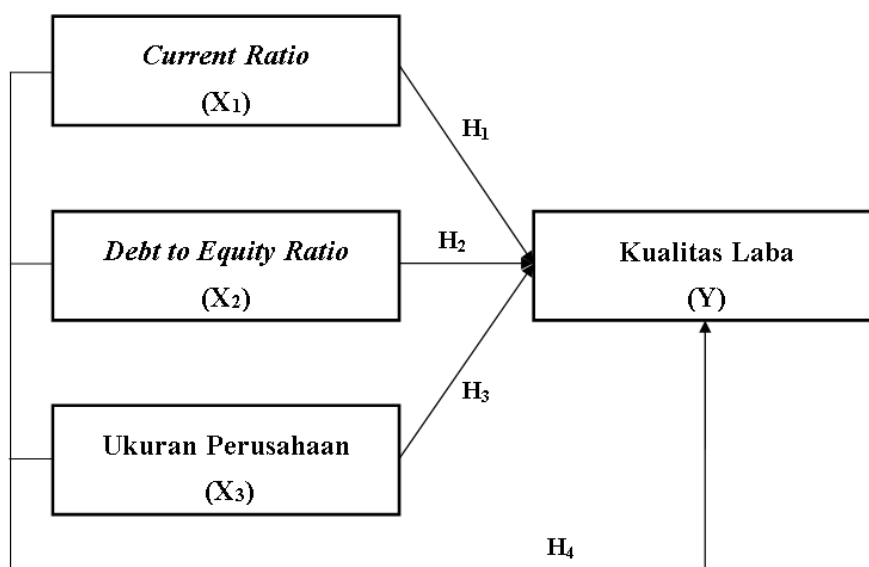 Current Ratio
(X₁)
H₁
Debt to Equity Ratio
(X₂)
H₂
Kualitas Laba
(Y)
H₃
Ukuran Perusahaan
(X₃)
H₄